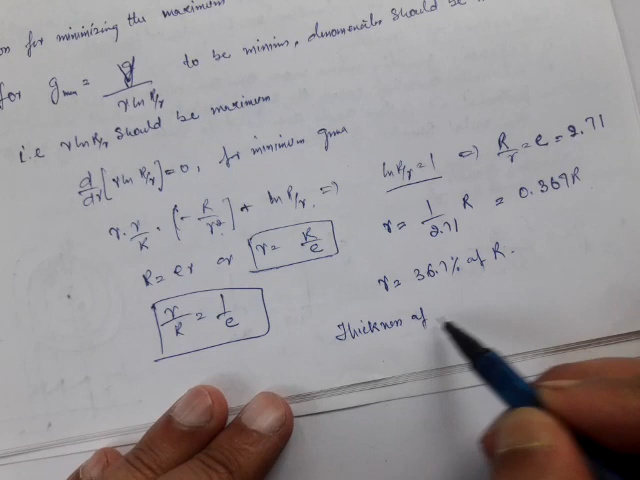 for minimizing the maximum
for g max = g / r ln R/r to be minim, denominator should be
i.e r ln R/r should be maximum
d/dr [r ln R/r] = 0, for minimum gmax
r · r/R · [-R/r²] + ln R/r ⇒
R = er or r = R/e
r/R = 1/e
ln R/r = 1 ⇒ R/r = e = 2.71
r = 1/2.71 R = 0.367R
r = 36.7% of R.
Thickness of